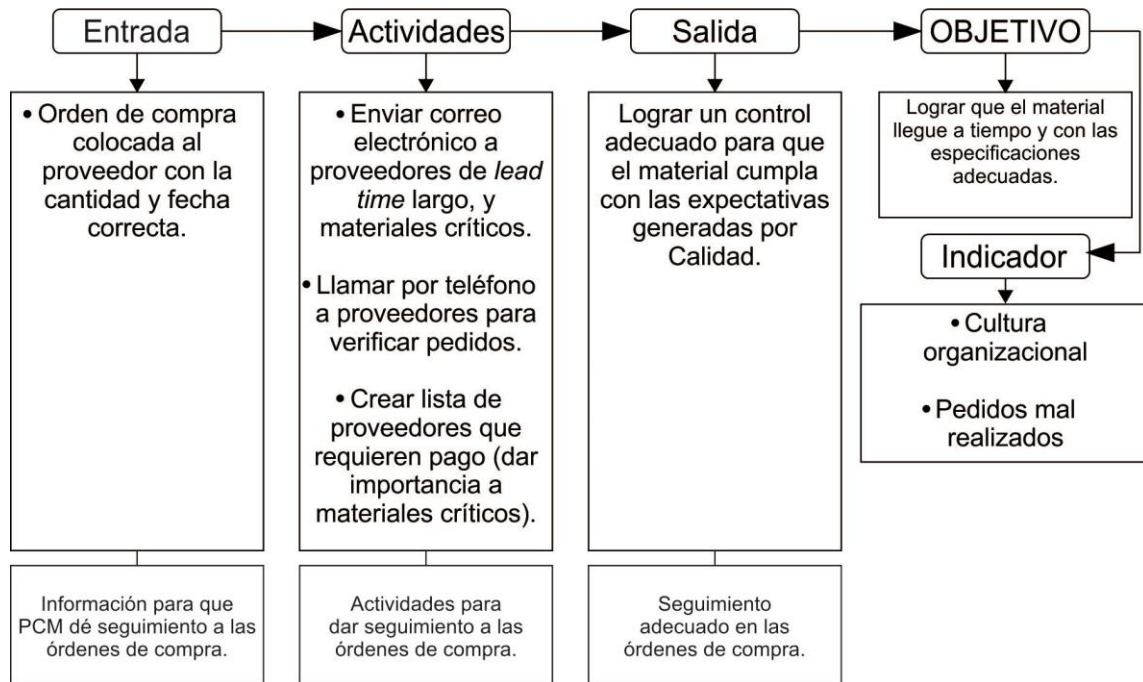 Entrada
Actividades
Salida
OBJETIVO
• Orden de compra
colocada al
proveedor con la
cantidad y fecha
correcta.
• Enviar correo
electrónico a
proveedores de lead
time largo, y
materiales críticos.
• Llamar por teléfono
a proveedores para
verificar pedidos.
• Crear lista de
proveedores que
requieren pago (dar
importancia a
materiales críticos).
Lograr un control
adecuado para que
el material cumpla
con las expectativas
generadas por
Calidad.
Lograr que el material
llegue a tiempo y con las
especificaciones
adecuadas.
Indicador
• Cultura
organizacional
• Pedidos mal
realizados
Información para que
PCM dé seguimiento a las
órdenes de compra.
Actividades para
dar seguimiento a las
órdenes de compra.
Seguimiento
adecuado en las
órdenes de compra.